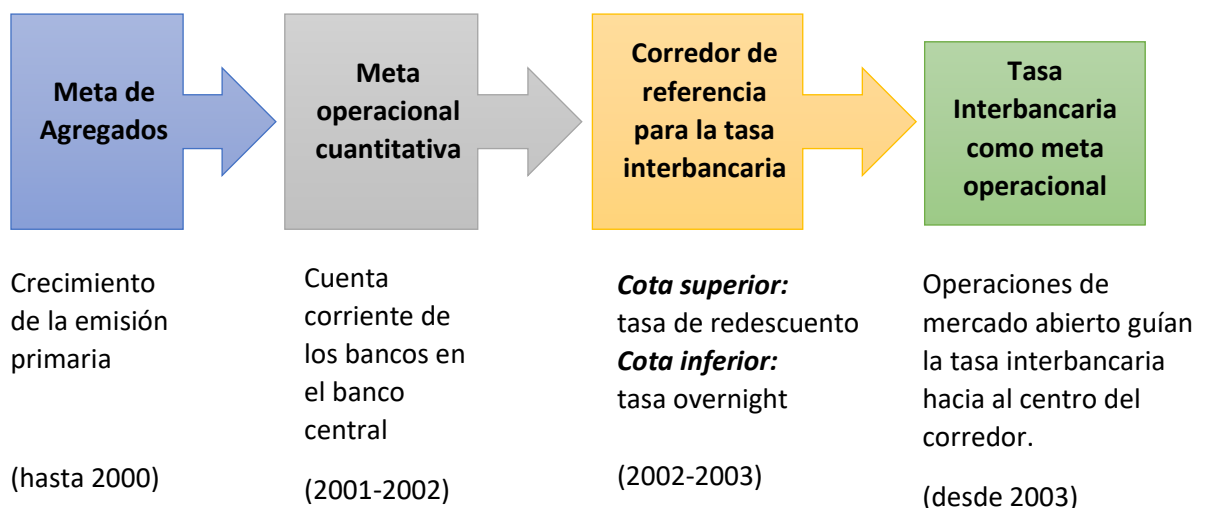 Meta de
Agregados
Meta
operacional
cuantitativa
Corredor de
referencia
para la tasa
interbancaria
Tasa
Interbancaria
como meta
operacional
Crecimiento
de la emisión
primaria
(hasta 2000)
Cuenta
corriente de
los bancos en
el banco
central
(2001-2002)
Cota superior:
tasa de redescuento
Cota inferior:
tasa overnight
(2002-2003)
Operaciones de
mercado abierto guían
la tasa interbancaria
hacia al centro del
corredor.
(desde 2003)